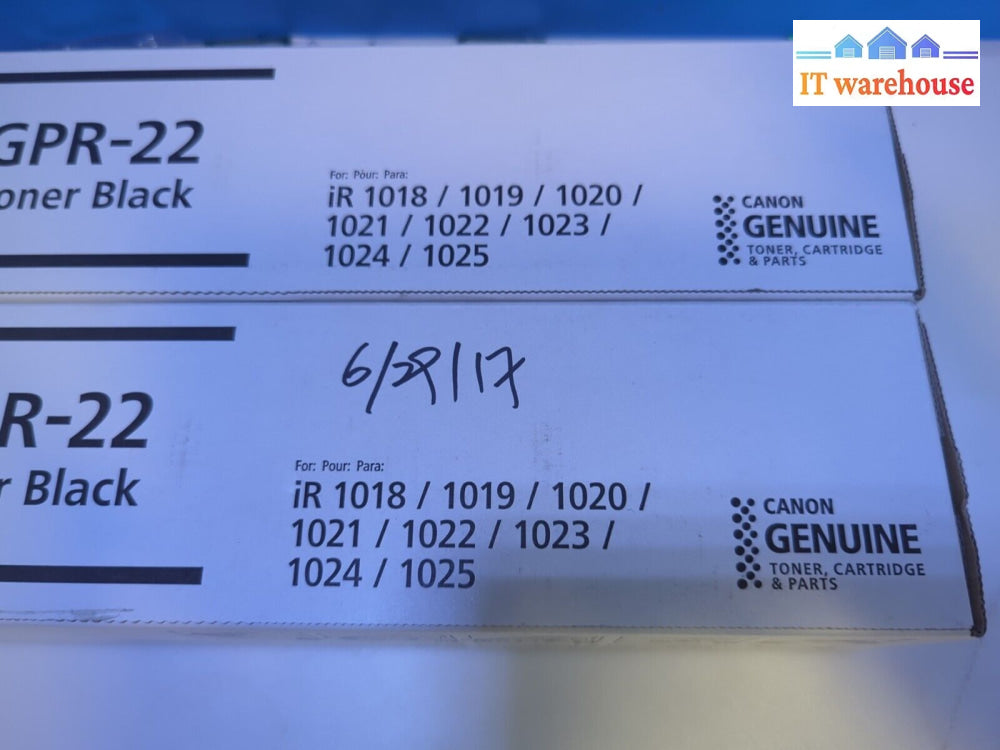 IT warehouse
GPR-22
oner Black
For: Pour: Para:
iR 1018 / 1019 / 1020 /
1021 / 1022 / 1023 /
1024 / 1025
CANON
GENUINE
TONER, CARTRIDGE
& PARTS
6/29/17
R-22
r Black
For: Pour: Para:
iR 1018 / 1019 / 1020 /
1021 / 1022 / 1023 /
1024 / 1025
CANON
GENUINE
TONER, CARTRIDGE
& PARTS